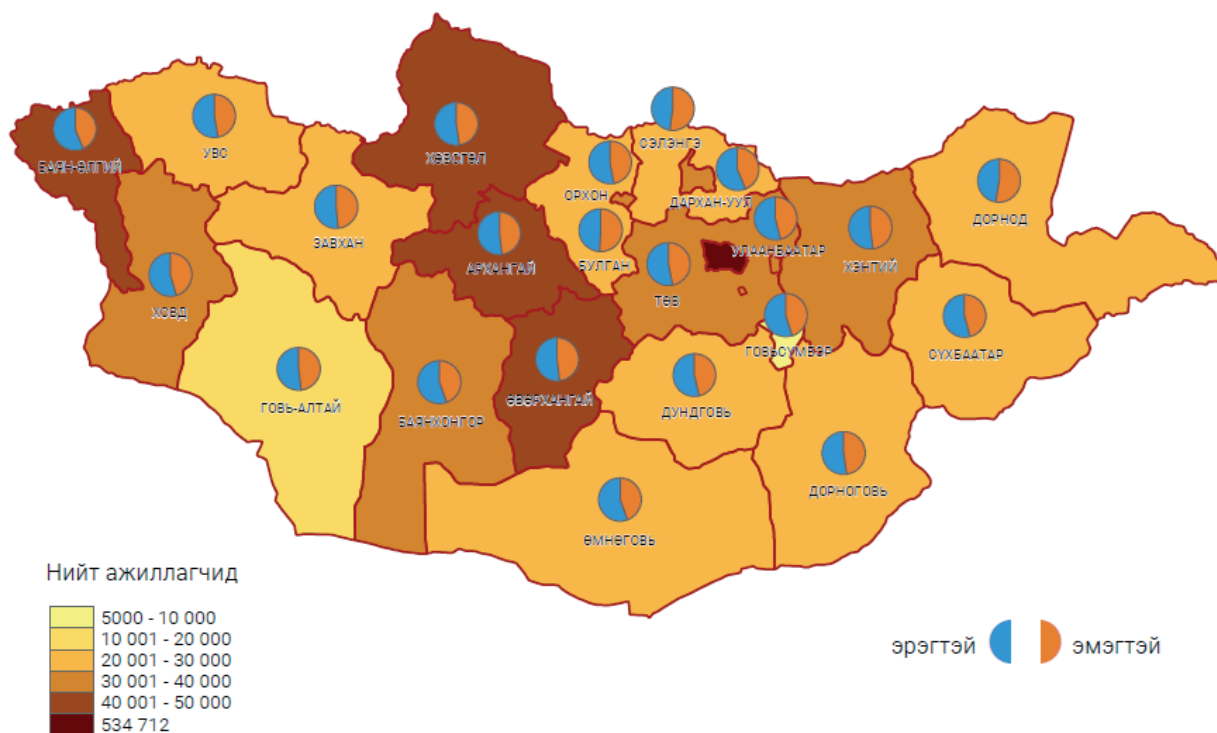 СЭЛЭНГЭ
УВС
БАЯН-ӨЛГИЙ
ХӨВСГӨЛ
ОРХОН
ДАРХАН-УУЛ
ДОРНОД
ЗАВХАН
АРХАНГАЙ
БУЛГАН
УЛААНБААТАР
ХЭНТИЙ
ХОВД
ТӨВ
ГОВЬСҮМБЭР
СҮХБААТАР
ГОВЬ-АЛТАЙ
БАЯНХОНГОР
ӨВӨРХАНГАЙ
ДУНДГОВЬ
ДОРНОГОВЬ
ӨМНӨГОВЬ
Нийт ажиллагчид
5000 - 10 000
10 001 - 20 000
20 001 - 30 000
30 001 - 40 000
40 001 - 50 000
534 712
эрэгтэй эмэгтэй